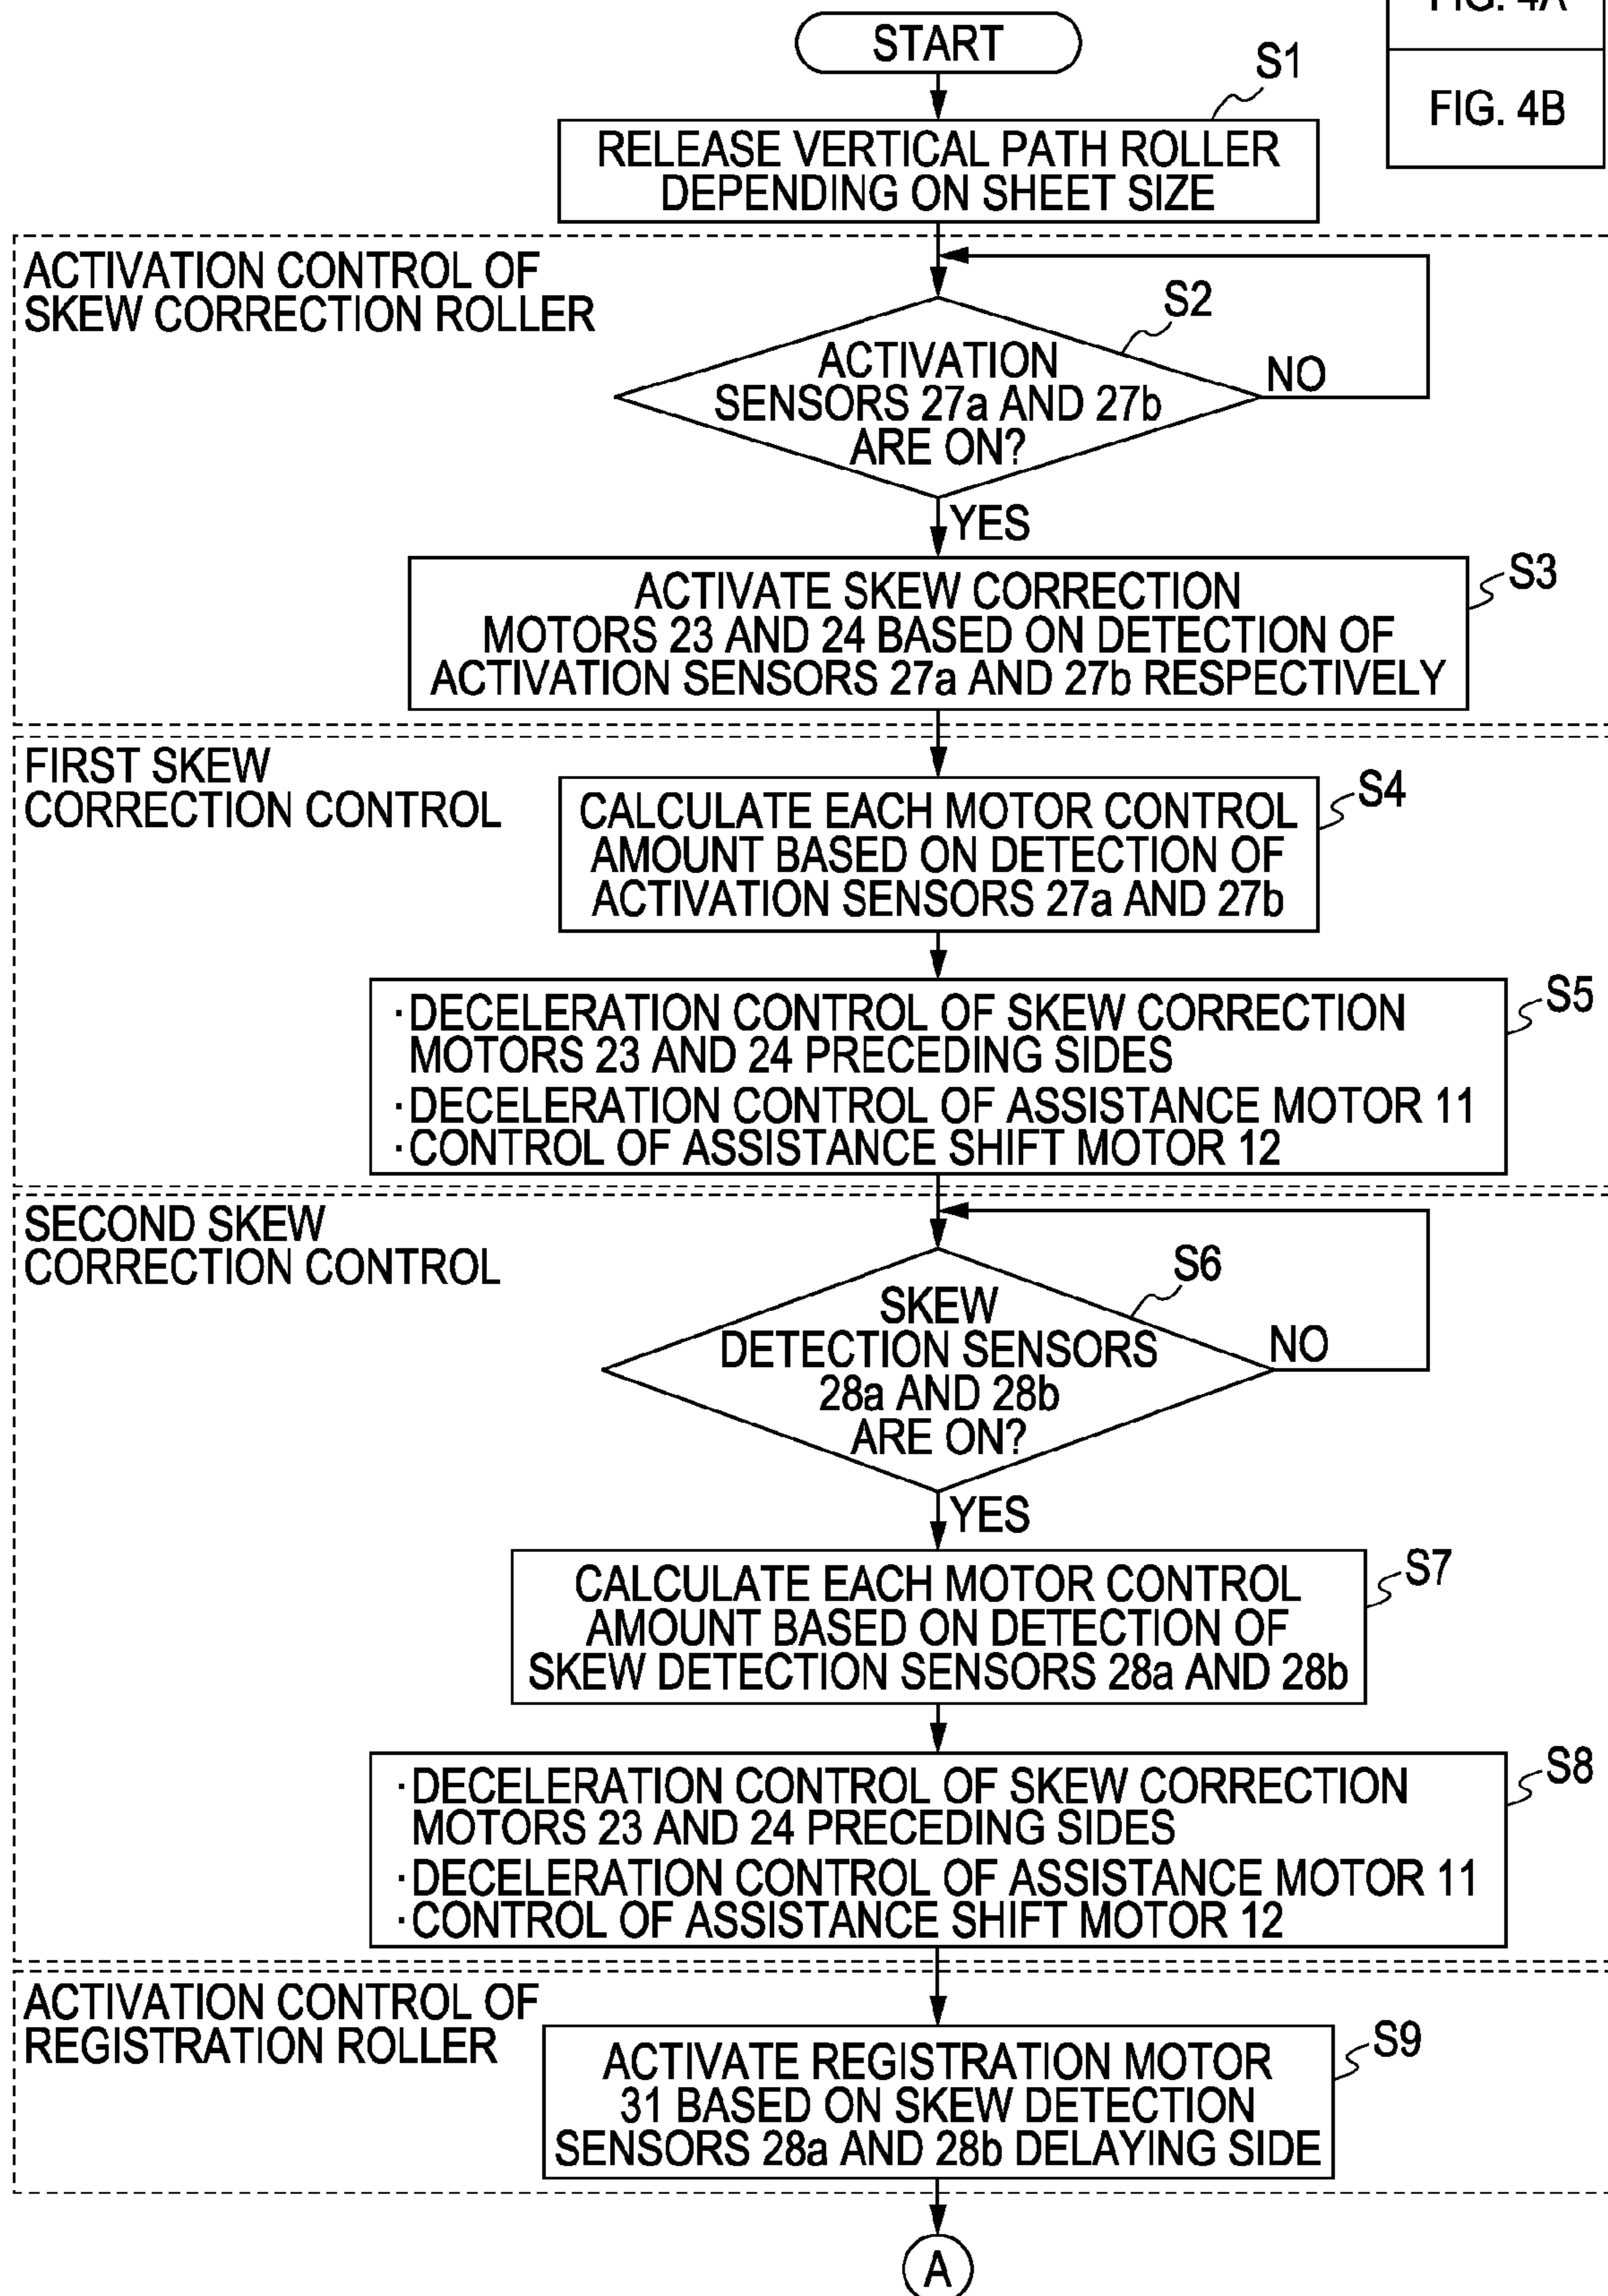 FIG. 4A
FIG. 4B
START
S1
RELEASE VERTICAL PATH ROLLER
DEPENDING ON SHEET SIZE
ACTIVATION CONTROL OF
SKEW CORRECTION ROLLER
S2
ACTIVATION
SENSORS 27a AND 27b
ARE ON?
NO
YES
S3
ACTIVATE SKEW CORRECTION
MOTORS 23 AND 24 BASED ON DETECTION OF
ACTIVATION SENSORS 27a AND 27b RESPECTIVELY
FIRST SKEW
CORRECTION CONTROL
S4
CALCULATE EACH MOTOR CONTROL
AMOUNT BASED ON DETECTION OF
ACTIVATION SENSORS 27a AND 27b
S5
·DECELERATION CONTROL OF SKEW CORRECTION
MOTORS 23 AND 24 PRECEDING SIDES
·DECELERATION CONTROL OF ASSISTANCE MOTOR 11
·CONTROL OF ASSISTANCE SHIFT MOTOR 12
SECOND SKEW
CORRECTION CONTROL
S6
SKEW
DETECTION SENSORS
28a AND 28b
ARE ON?
NO
YES
S7
CALCULATE EACH MOTOR CONTROL
AMOUNT BASED ON DETECTION OF
SKEW DETECTION SENSORS 28a AND 28b
S8
·DECELERATION CONTROL OF SKEW CORRECTION
MOTORS 23 AND 24 PRECEDING SIDES
·DECELERATION CONTROL OF ASSISTANCE MOTOR 11
·CONTROL OF ASSISTANCE SHIFT MOTOR 12
ACTIVATION CONTROL OF
REGISTRATION ROLLER
S9
ACTIVATE REGISTRATION MOTOR
31 BASED ON SKEW DETECTION
SENSORS 28a AND 28b DELAYING SIDE
A